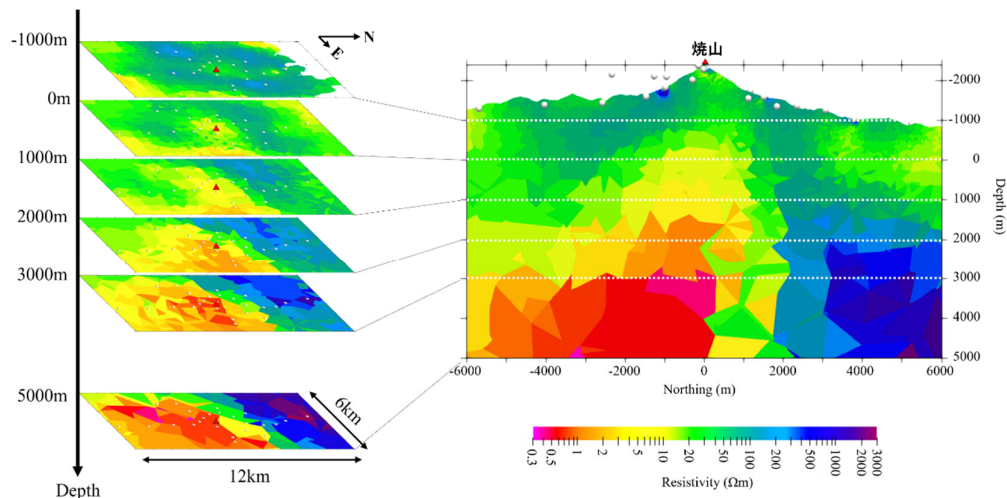 -1000m
0m
1000m
2000m
3000m
5000m
Depth
N
E
6km
12km
焼山
-2000
-1000
0
1000
2000
3000
4000
5000
Depth (m)
-6000 -4000 -2000 0 2000 4000 6000
Northing (m)
0.3 0.5 1 2 5 10 20 50 100 200 500 1000 2000 3000
Resistivity (Ωm)